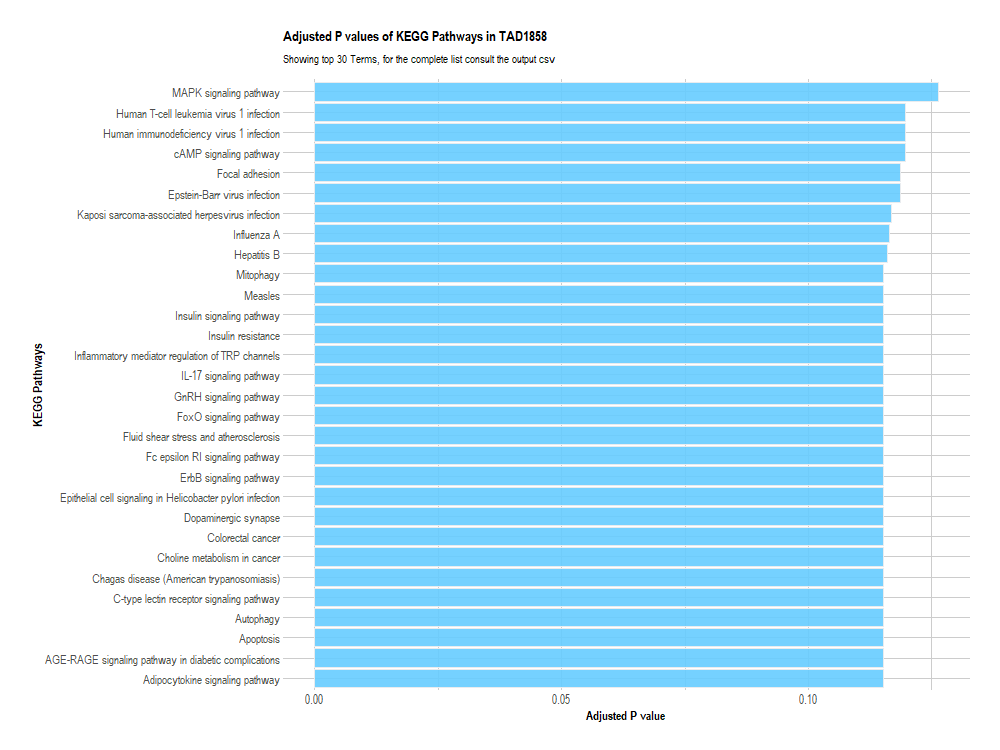 Adjusted P values of KEGG Pathways in TAD1858
Showing top 30 Terms, for the complete list consult the output csv
KEGG Pathways
MAPK signaling pathway
Human T-cell leukemia virus 1 infection
Human immunodeficiency virus 1 infection
cAMP signaling pathway
Focal adhesion
Epstein-Barr virus infection
Kaposi sarcoma-associated herpesvirus infection
Influenza A
Hepatitis B
Mitophagy
Measles
Insulin signaling pathway
Insulin resistance
Inflammatory mediator regulation of TRP channels
IL-17 signaling pathway
GnRH signaling pathway
FoxO signaling pathway
Fluid shear stress and atherosclerosis
Fc epsilon RI signaling pathway
ErbB signaling pathway
Epithelial cell signaling in Helicobacter pylori infection
Dopaminergic synapse
Colorectal cancer
Choline metabolism in cancer
Chagas disease (American trypanosomiasis)
C-type lectin receptor signaling pathway
Autophagy
Apoptosis
AGE-RAGE signaling pathway in diabetic complications
Adipocytokine signaling pathway
0.00 0.05 0.10
Adjusted P value